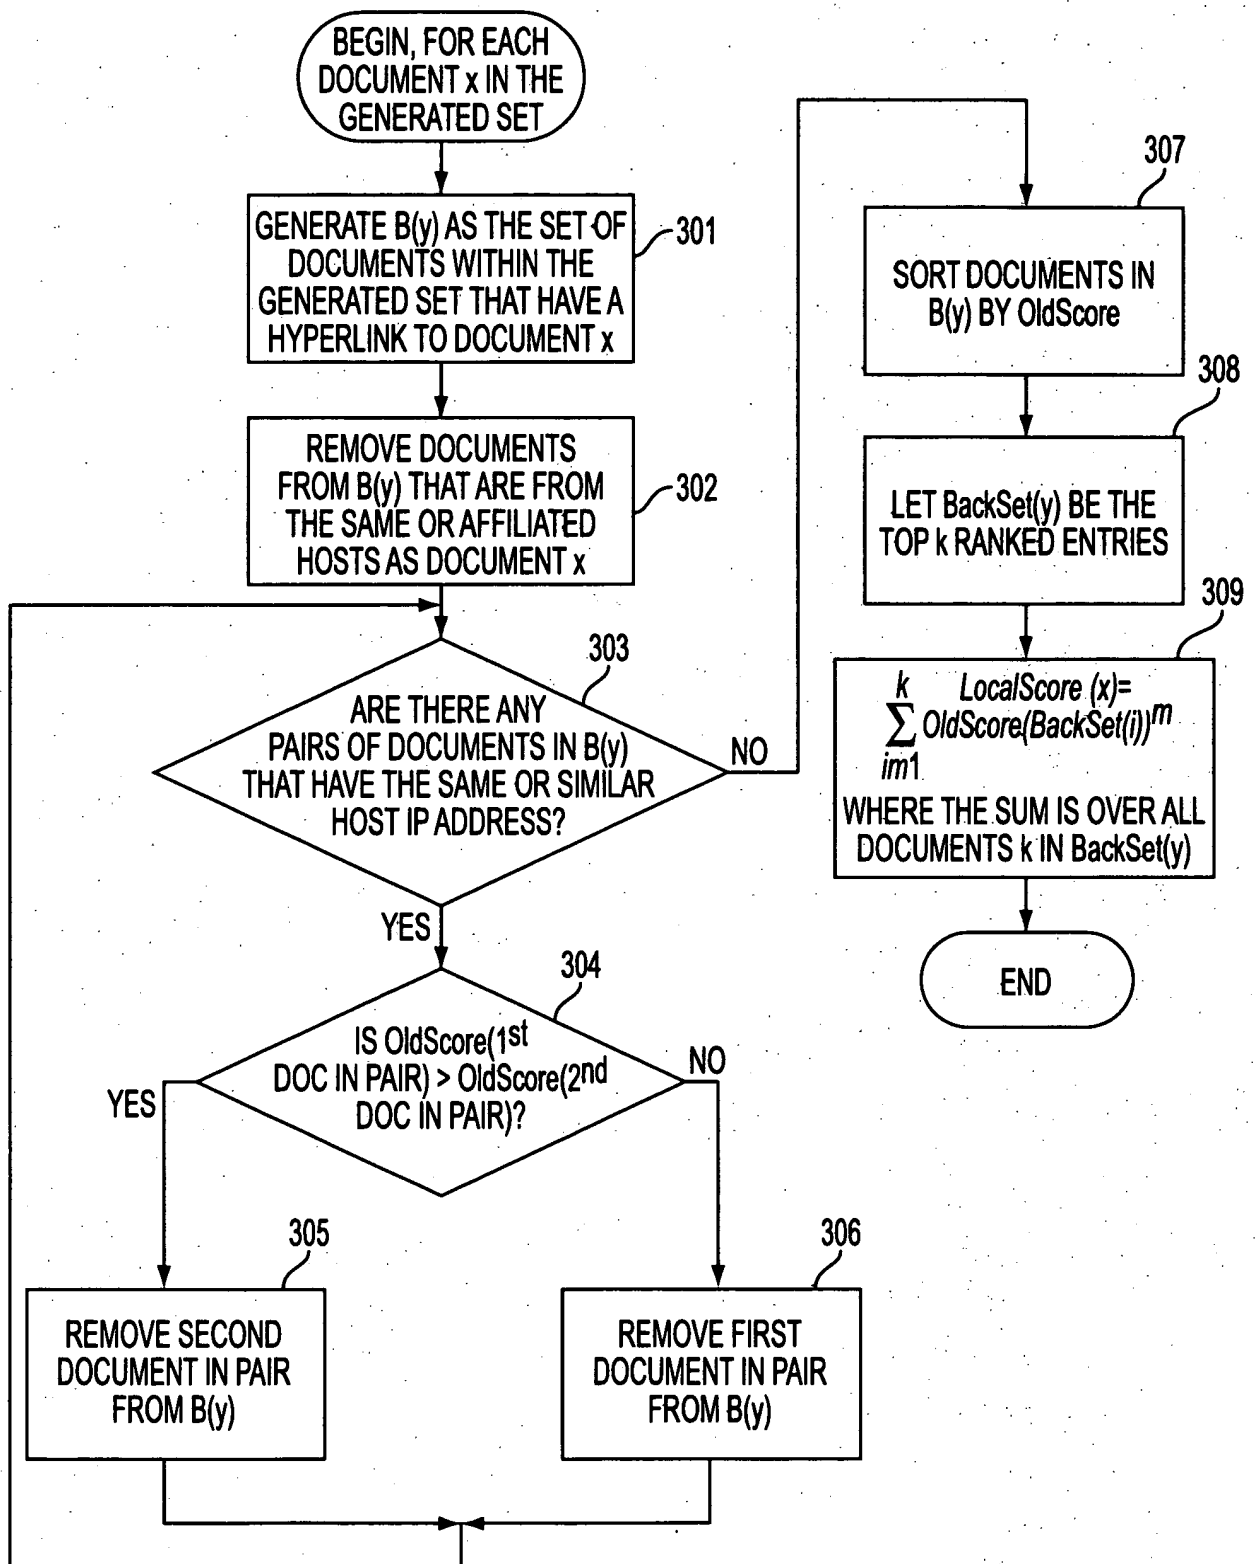 BEGIN, FOR EACH
DOCUMENT x IN THE
GENERATED SET
GENERATE B(y) AS THE SET OF
DOCUMENTS WITHIN THE
GENERATED SET THAT HAVE A
HYPERLINK TO DOCUMENT x
301
REMOVE DOCUMENTS
FROM B(y) THAT ARE FROM
THE SAME OR AFFILIATED
HOSTS AS DOCUMENT x
302
303
ARE THERE ANY
PAIRS OF DOCUMENTS IN B(y)
THAT HAVE THE SAME OR SIMILAR
HOST IP ADDRESS?
NO
YES
304
IS OldScore(1st
DOC IN PAIR) > OldScore(2nd
DOC IN PAIR)?
YES
NO
305
REMOVE SECOND
DOCUMENT IN PAIR
FROM B(y)
306
REMOVE FIRST
DOCUMENT IN PAIR
FROM B(y)
307
SORT DOCUMENTS IN
B(y) BY OldScore
308
LET BackSet(y) BE THE
TOP k RANKED ENTRIES
309
k LocalScore (x)=
∑ OldScore(BackSet(i))^m
im1
WHERE THE SUM IS OVER ALL
DOCUMENTS k IN BackSet(y)
END